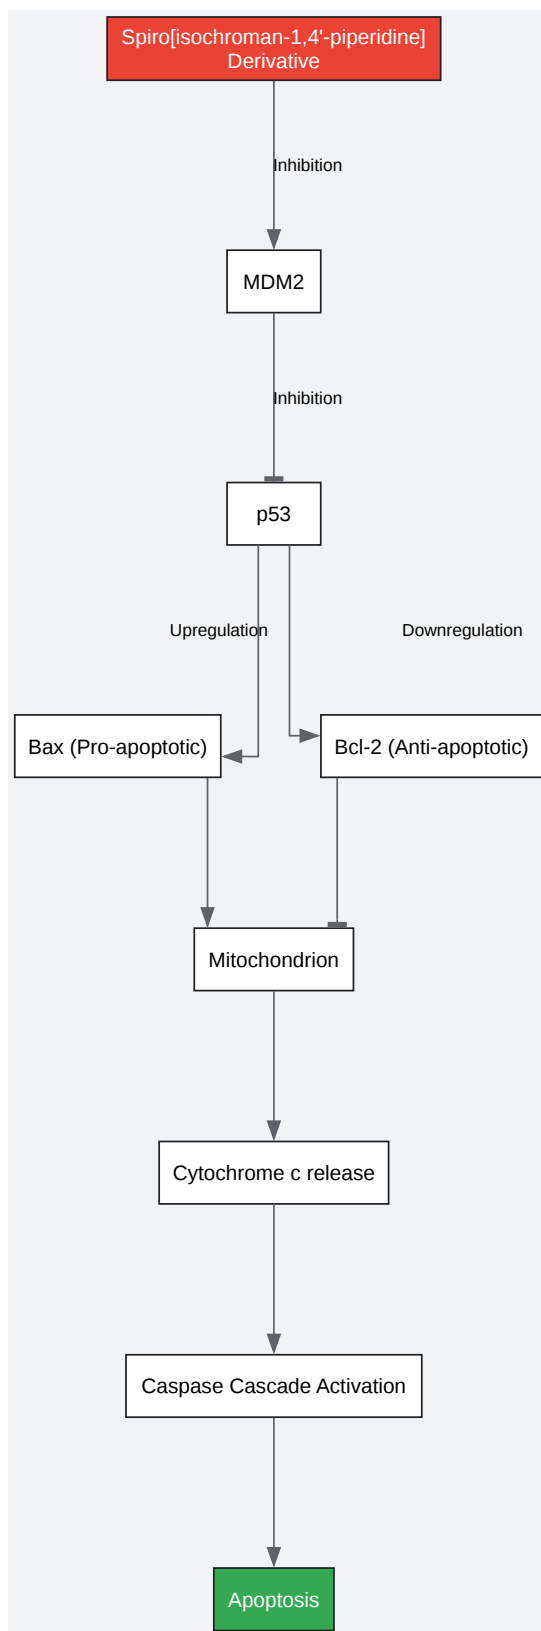 Spiro[isochroman-1,4'-piperidine]
Derivative
Inhibition
MDM2
Inhibition
p53
Upregulation
Downregulation
Bax (Pro-apoptotic)
Bcl-2 (Anti-apoptotic)
Mitochondrion
Cytochrome c release
Caspase Cascade Activation
Apoptosis